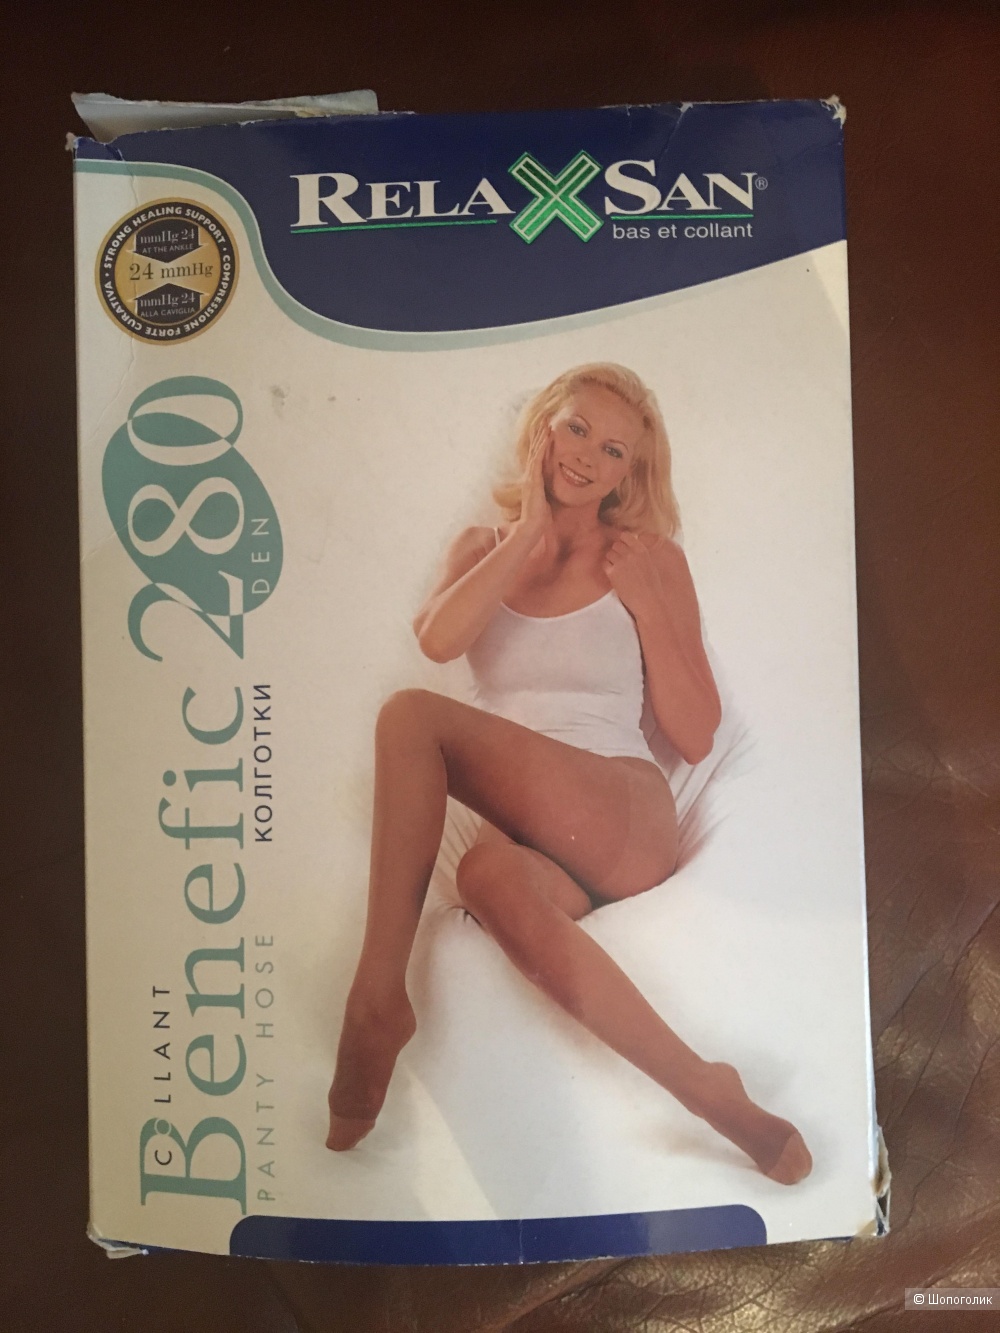 RELAXSAN®
bas et collant
STRONG HEALING SUPPORT • COMPRESSIONE FORTE CURATIVA •
mmHg 24
AT THE ANKLE
24 mmHg
mmHg 24
ALLA CAVIGLIA
COLLANT
Benefic 280
DEN
PANTY HOSE
КОЛГОТКИ
© Шопоголик